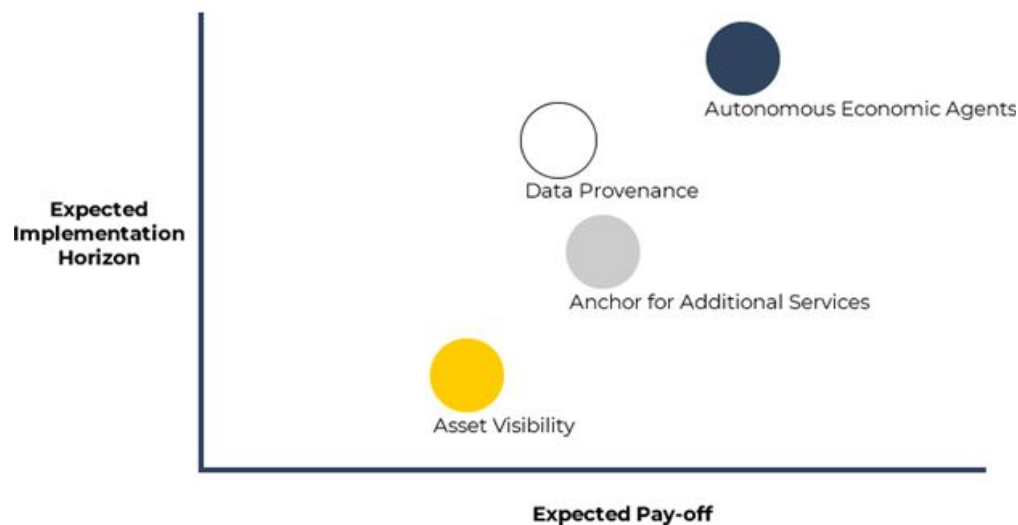 Autonomous Economic Agents
Data Provenance
Expected
Implementation
Horizon
Anchor for Additional Services
Asset Visibility
Expected Pay-off